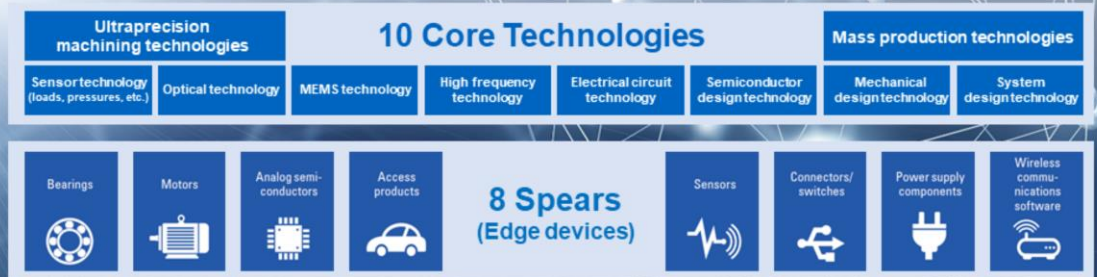 Ultraprecision
machining technologies
10 Core Technologies
Mass production technologies
Sensor technology
(loads, pressures, etc.)
Optical technology
MEMS technology
High frequency
technology
Electrical circuit
technology
Semiconductor
design technology
Mechanical
design technology
System
design technology
Bearings
Motors
Analog semi-
conductors
Access
products
8 Spears
(Edge devices)
Sensors
Connectors/
switches
Power supply
components
Wireless
commu-
nications
software